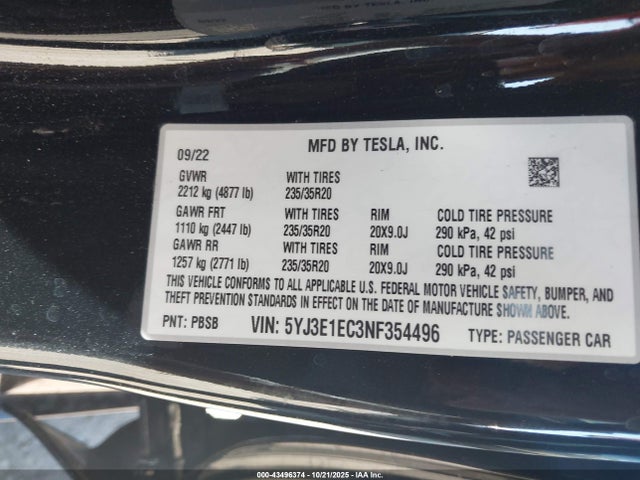 MFD BY TESLA, INC.
09/22
GVWR WITH TIRES
2212 kg (4877 lb) 235/35R20
GAWR FRT WITH TIRES RIM COLD TIRE PRESSURE
1110 kg (2447 lb) 235/35R20 20X9.0J 290 kPa, 42 psi
GAWR RR WITH TIRES RIM COLD TIRE PRESSURE
1257 kg (2771 lb) 235/35R20 20X9.0J 290 kPa, 42 psi
THIS VEHICLE CONFORMS TO ALL APPLICABLE U.S. FEDERAL MOTOR VEHICLE SAFETY, BUMPER, AND
THEFT PREVENTION STANDARDS IN EFFECT ON THE DATE OF MANUFACTURE SHOWN ABOVE.
PNT: PBSB VIN: 5YJ3E1EC3NF354496 TYPE: PASSENGER CAR
000-43496374 | 10/21/2025 | IAA Inc.